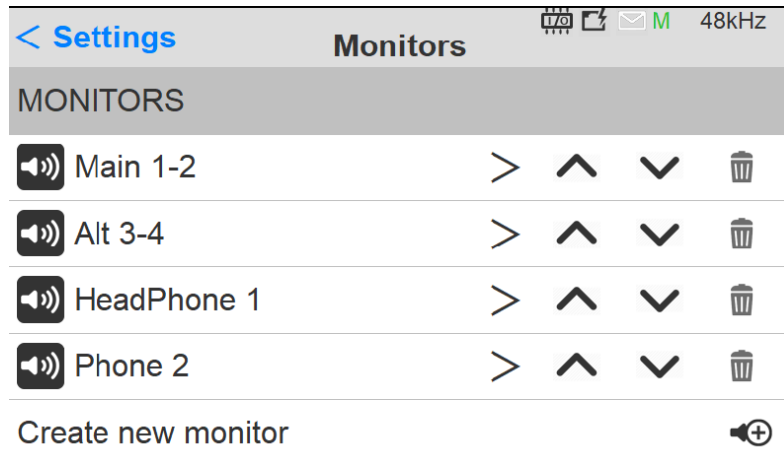 < Settings
Monitors
I/O
M
48kHz
MONITORS
Main 1-2
Alt 3-4
HeadPhone 1
Phone 2
Create new monitor